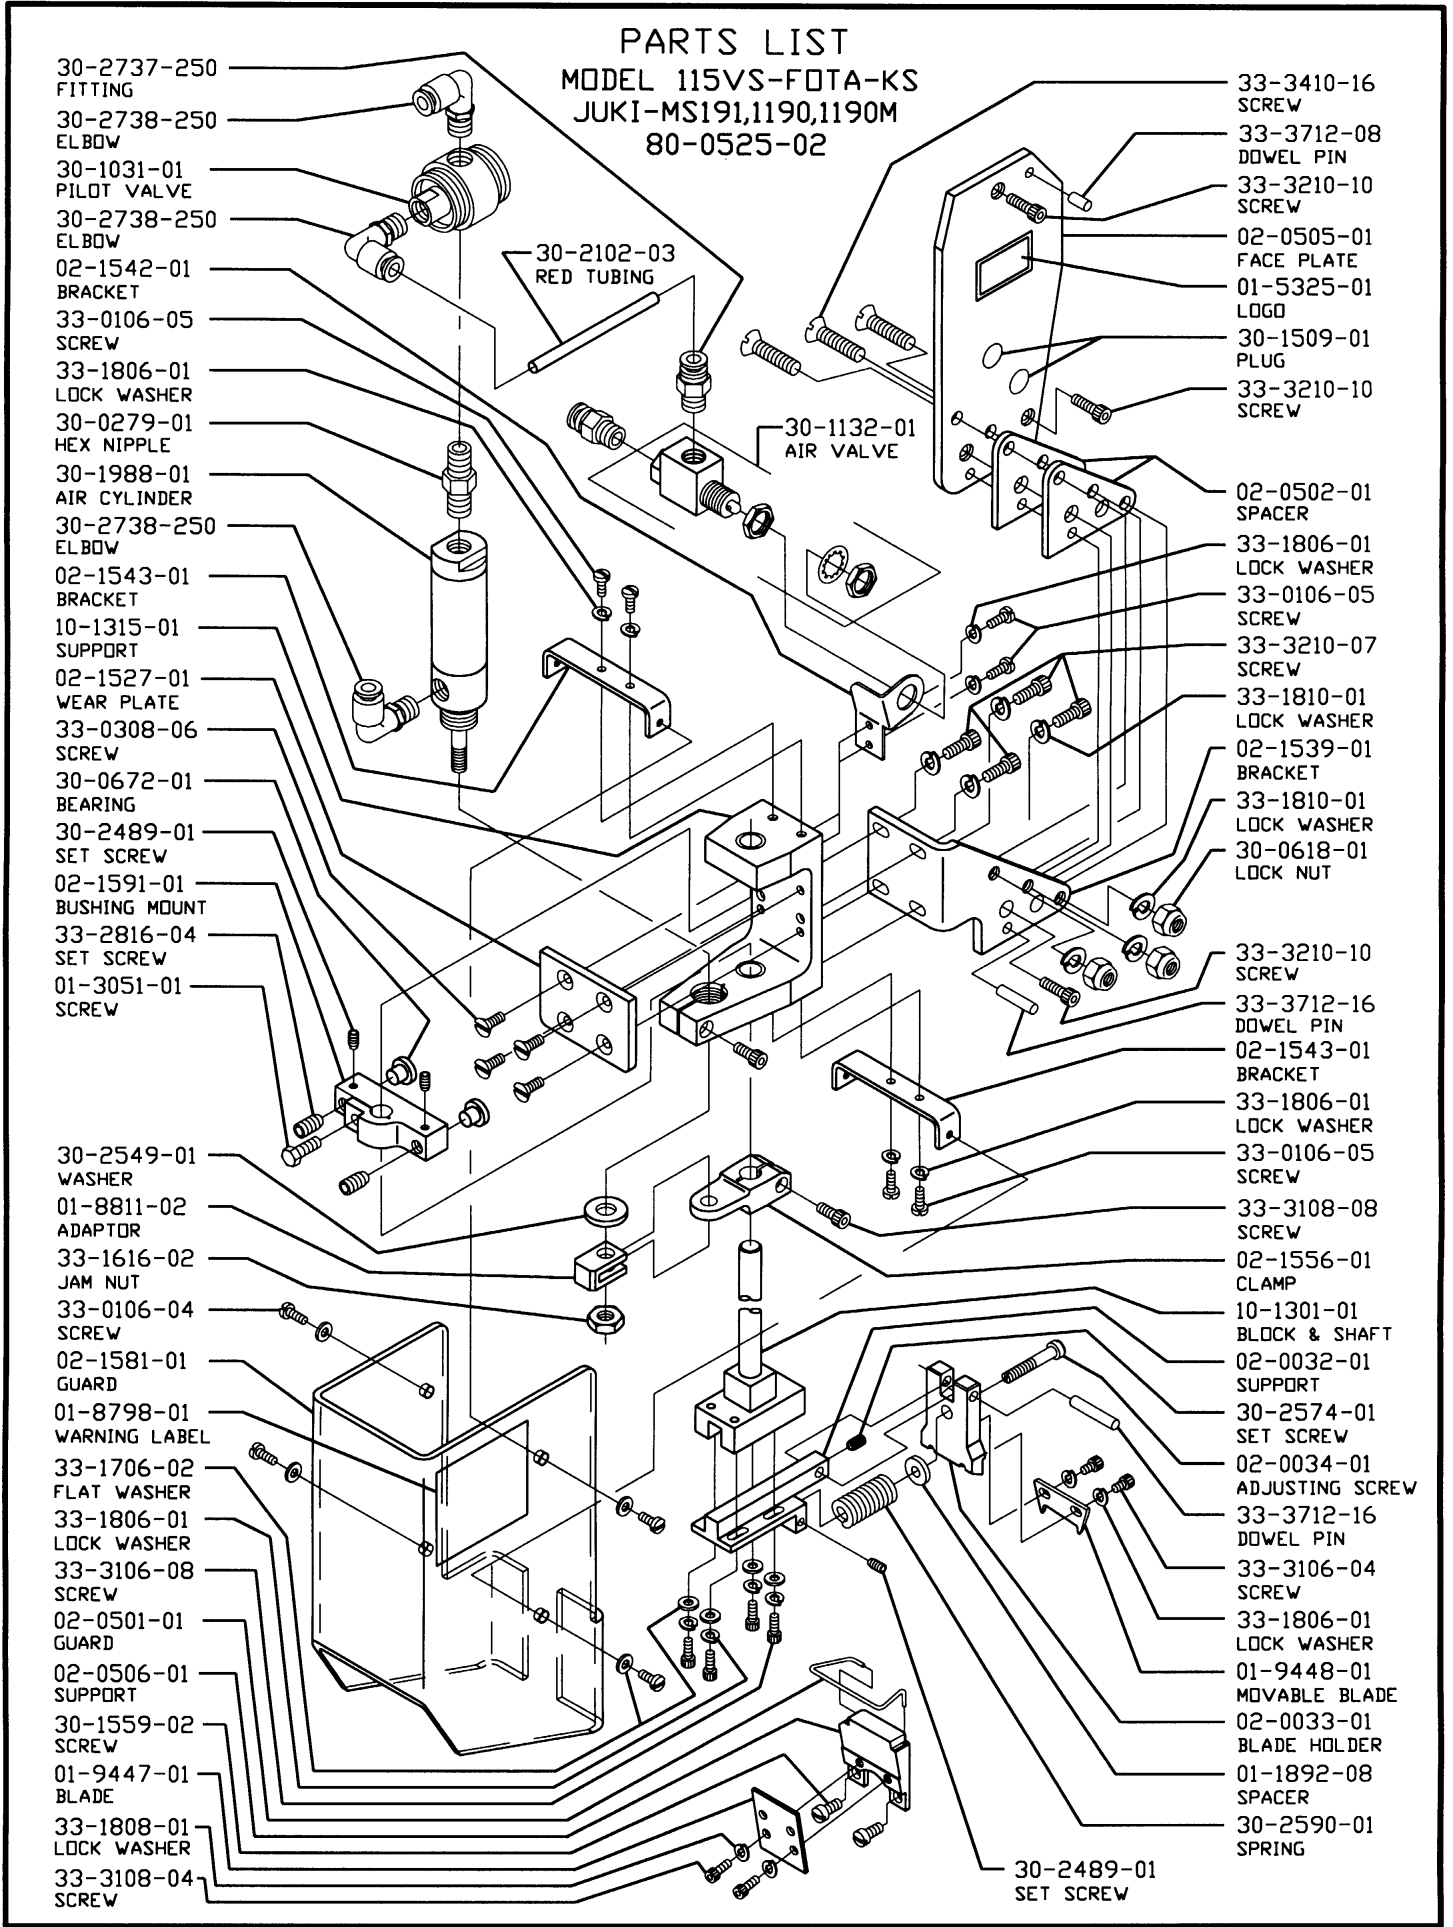 PARTS LIST
MODEL 115VS-FOTA-KS
JUKI-MS191,1190,1190M
80-0525-02
30-2737-250
FITTING
30-2738-250
ELBOW
30-1031-01
PILOT VALVE
30-2738-250
ELBOW
02-1542-01
BRACKET
33-0106-05
SCREW
33-1806-01
LOCK WASHER
30-0279-01
HEX NIPPLE
30-1988-01
AIR CYLINDER
30-2738-250
ELBOW
02-1543-01
BRACKET
10-1315-01
SUPPORT
02-1527-01
WEAR PLATE
33-0308-06
SCREW
30-0672-01
BEARING
30-2489-01
SET SCREW
02-1591-01
BUSHING MOUNT
33-2816-04
SET SCREW
01-3051-01
SCREW
30-2549-01
WASHER
01-8811-02
ADAPTOR
33-1616-02
JAM NUT
33-0106-04
SCREW
02-1581-01
GUARD
01-8798-01
WARNING LABEL
33-1706-02
FLAT WASHER
33-1806-01
LOCK WASHER
33-3106-08
SCREW
02-0501-01
GUARD
02-0506-01
SUPPORT
30-1559-02
SCREW
01-9447-01
BLADE
33-1808-01
LOCK WASHER
33-3108-04
SCREW
30-2102-03
RED TUBING
30-1132-01
AIR VALVE
33-3410-16
SCREW
33-3712-08
DOWEL PIN
33-3210-10
SCREW
02-0505-01
FACE PLATE
01-5325-01
LOGO
30-1509-01
PLUG
33-3210-10
SCREW
02-0502-01
SPACER
33-1806-01
LOCK WASHER
33-0106-05
SCREW
33-3210-07
SCREW
33-1810-01
LOCK WASHER
02-1539-01
BRACKET
33-1810-01
LOCK WASHER
30-0618-01
LOCK NUT
33-3210-10
SCREW
33-3712-16
DOWEL PIN
02-1543-01
BRACKET
33-1806-01
LOCK WASHER
33-0106-05
SCREW
33-3108-08
SCREW
02-1556-01
CLAMP
10-1301-01
BLOCK & SHAFT
02-0032-01
SUPPORT
30-2574-01
SET SCREW
02-0034-01
ADJUSTING SCREW
33-3712-16
DOWEL PIN
33-3106-04
SCREW
33-1806-01
LOCK WASHER
01-9448-01
MOVABLE BLADE
02-0033-01
BLADE HOLDER
01-1892-08
SPACER
30-2590-01
SPRING
30-2489-01
SET SCREW